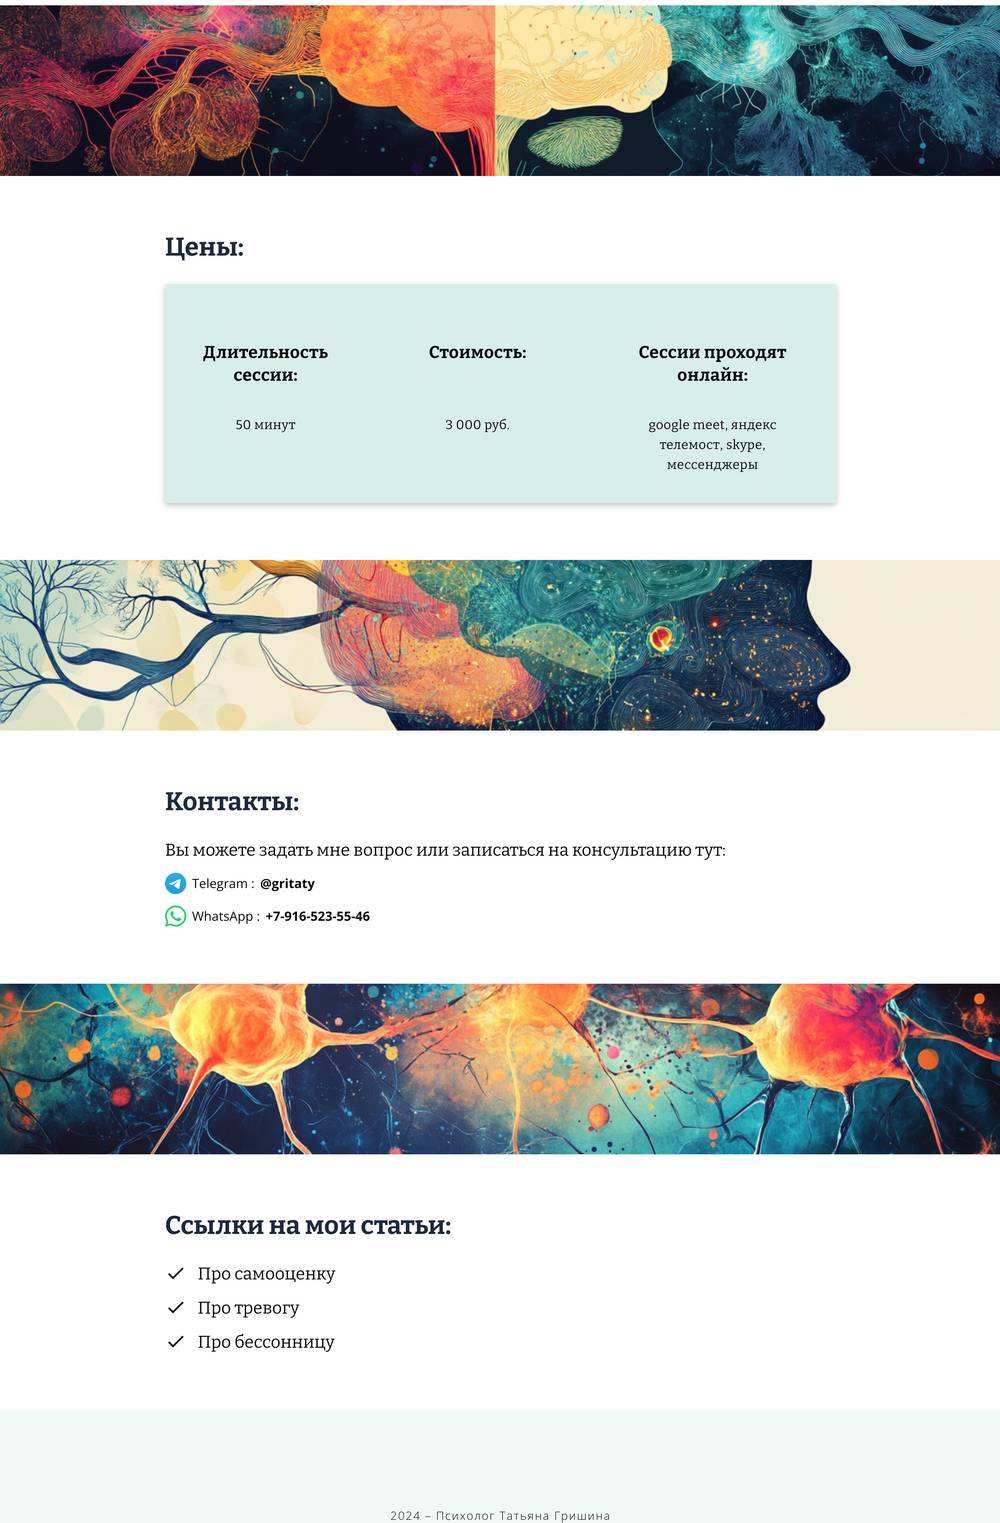 Цены:
Длительность
сессии:
50 минут
Стоимость:
3 000 руб.
Сессии проходят
онлайн:
google meet, яндекс
телемост, skype,
мессенджеры
Контакты:
Вы можете задать мне вопрос или записаться на консультацию тут:
Telegram : @gritaty
WhatsApp : +7-916-523-55-46
Ссылки на мои статьи:
Про самооценку
Про тревогу
Про бессонницу
2024 – Психолог Татьяна Гришина